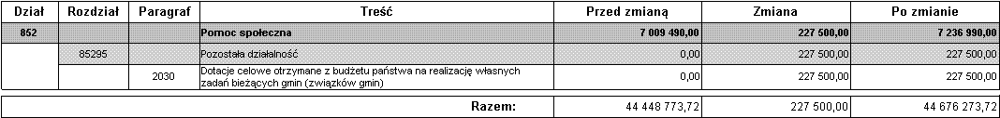 Dział Rozdział Paragraf Treść Przed zmianą Zmiana Po zmianie
852 Pomoc społeczna 7 009 490,00 227 500,00 7 236 990,00
85295 Pozostała działalność 0,00 227 500,00 227 500,00
2030 Dotacje celowe otrzymane z budżetu państwa na realizację własnych 0,00 227 500,00 227 500,00
zadań bieżących gmin (związków gmin)
Razem: 44 448 773,72 227 500,00 44 676 273,72